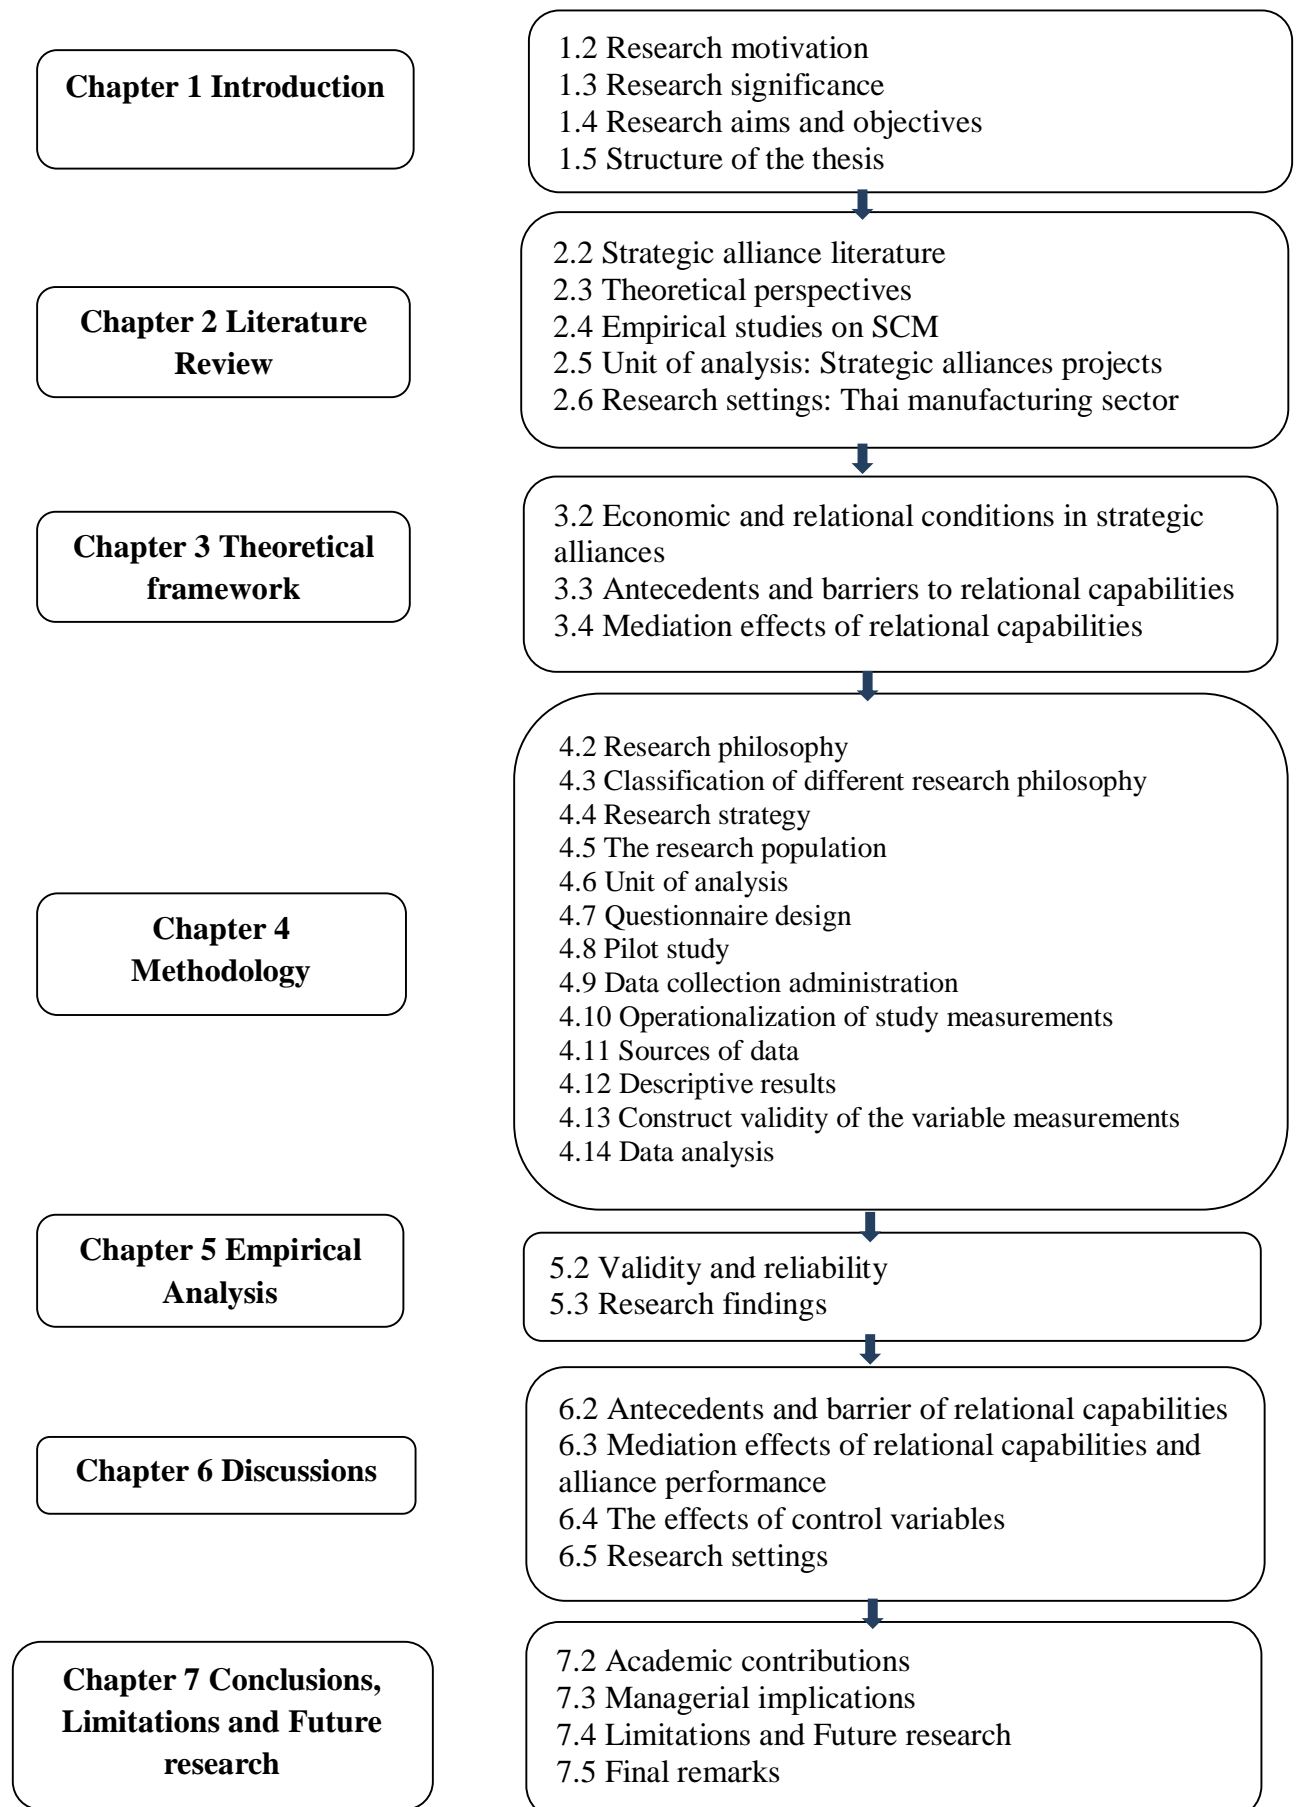 Chapter 1 Introduction
1.2 Research motivation
1.3 Research significance
1.4 Research aims and objectives
1.5 Structure of the thesis
Chapter 2 Literature
Review
2.2 Strategic alliance literature
2.3 Theoretical perspectives
2.4 Empirical studies on SCM
2.5 Unit of analysis: Strategic alliances projects
2.6 Research settings: Thai manufacturing sector
Chapter 3 Theoretical
framework
3.2 Economic and relational conditions in strategic
alliances
3.3 Antecedents and barriers to relational capabilities
3.4 Mediation effects of relational capabilities
Chapter 4
Methodology
4.2 Research philosophy
4.3 Classification of different research philosophy
4.4 Research strategy
4.5 The research population
4.6 Unit of analysis
4.7 Questionnaire design
4.8 Pilot study
4.9 Data collection administration
4.10 Operationalization of study measurements
4.11 Sources of data
4.12 Descriptive results
4.13 Construct validity of the variable measurements
4.14 Data analysis
Chapter 5 Empirical
Analysis
5.2 Validity and reliability
5.3 Research findings
Chapter 6 Discussions
6.2 Antecedents and barrier of relational capabilities
6.3 Mediation effects of relational capabilities and
alliance performance
6.4 The effects of control variables
6.5 Research settings
Chapter 7 Conclusions,
Limitations and Future
research
7.2 Academic contributions
7.3 Managerial implications
7.4 Limitations and Future research
7.5 Final remarks